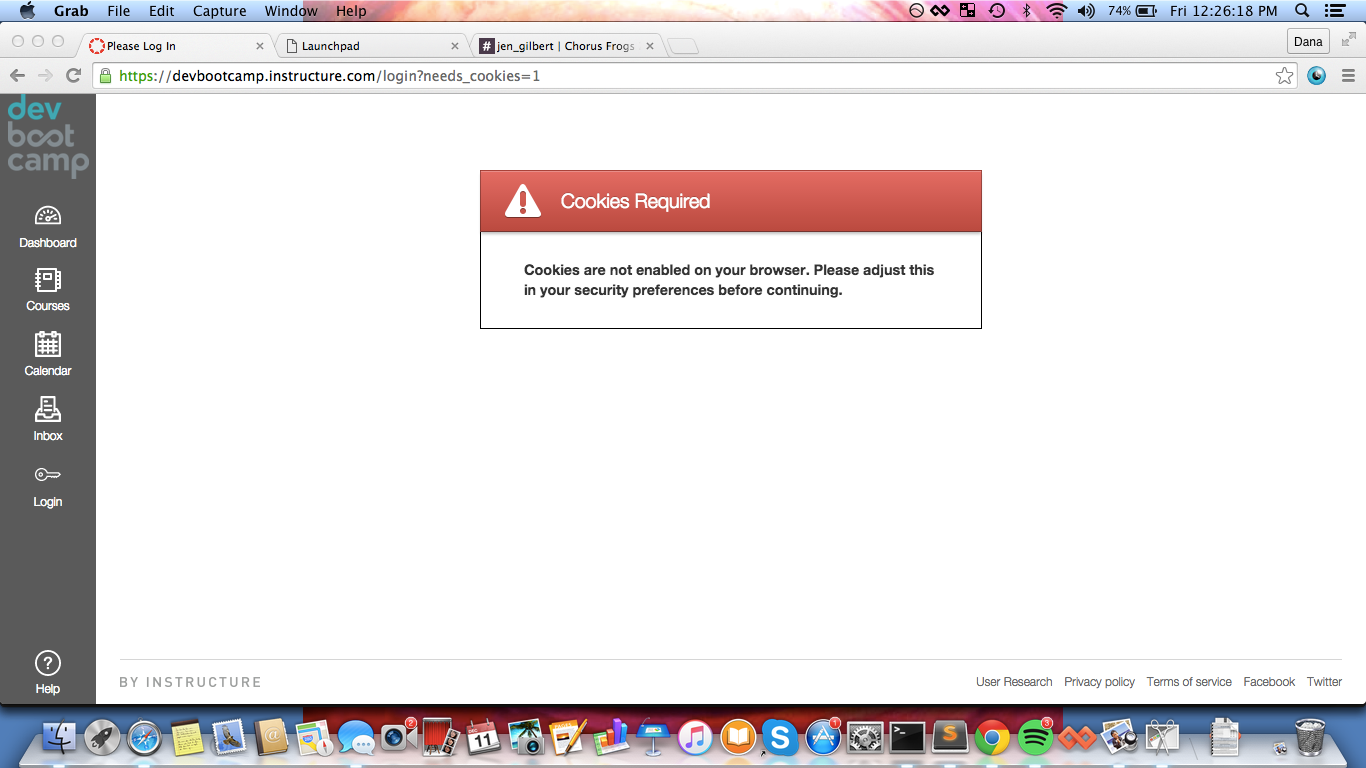 Grab File Edit Capture Window Help 74% Fri 12:26:18 PM
Please Log In Launchpad # jen_gilbert | Chorus Frogs Dana
https://devbootcamp.instructure.com/login?needs_cookies=1
dev
boot
camp
Dashboard
Courses
Calendar
Inbox
Login
Help
Cookies Required
Cookies are not enabled on your browser. Please adjust this
in your security preferences before continuing.
BY INSTRUCTURE User Research Privacy policy Terms of service Facebook Twitter
2 DEC 11 1 3